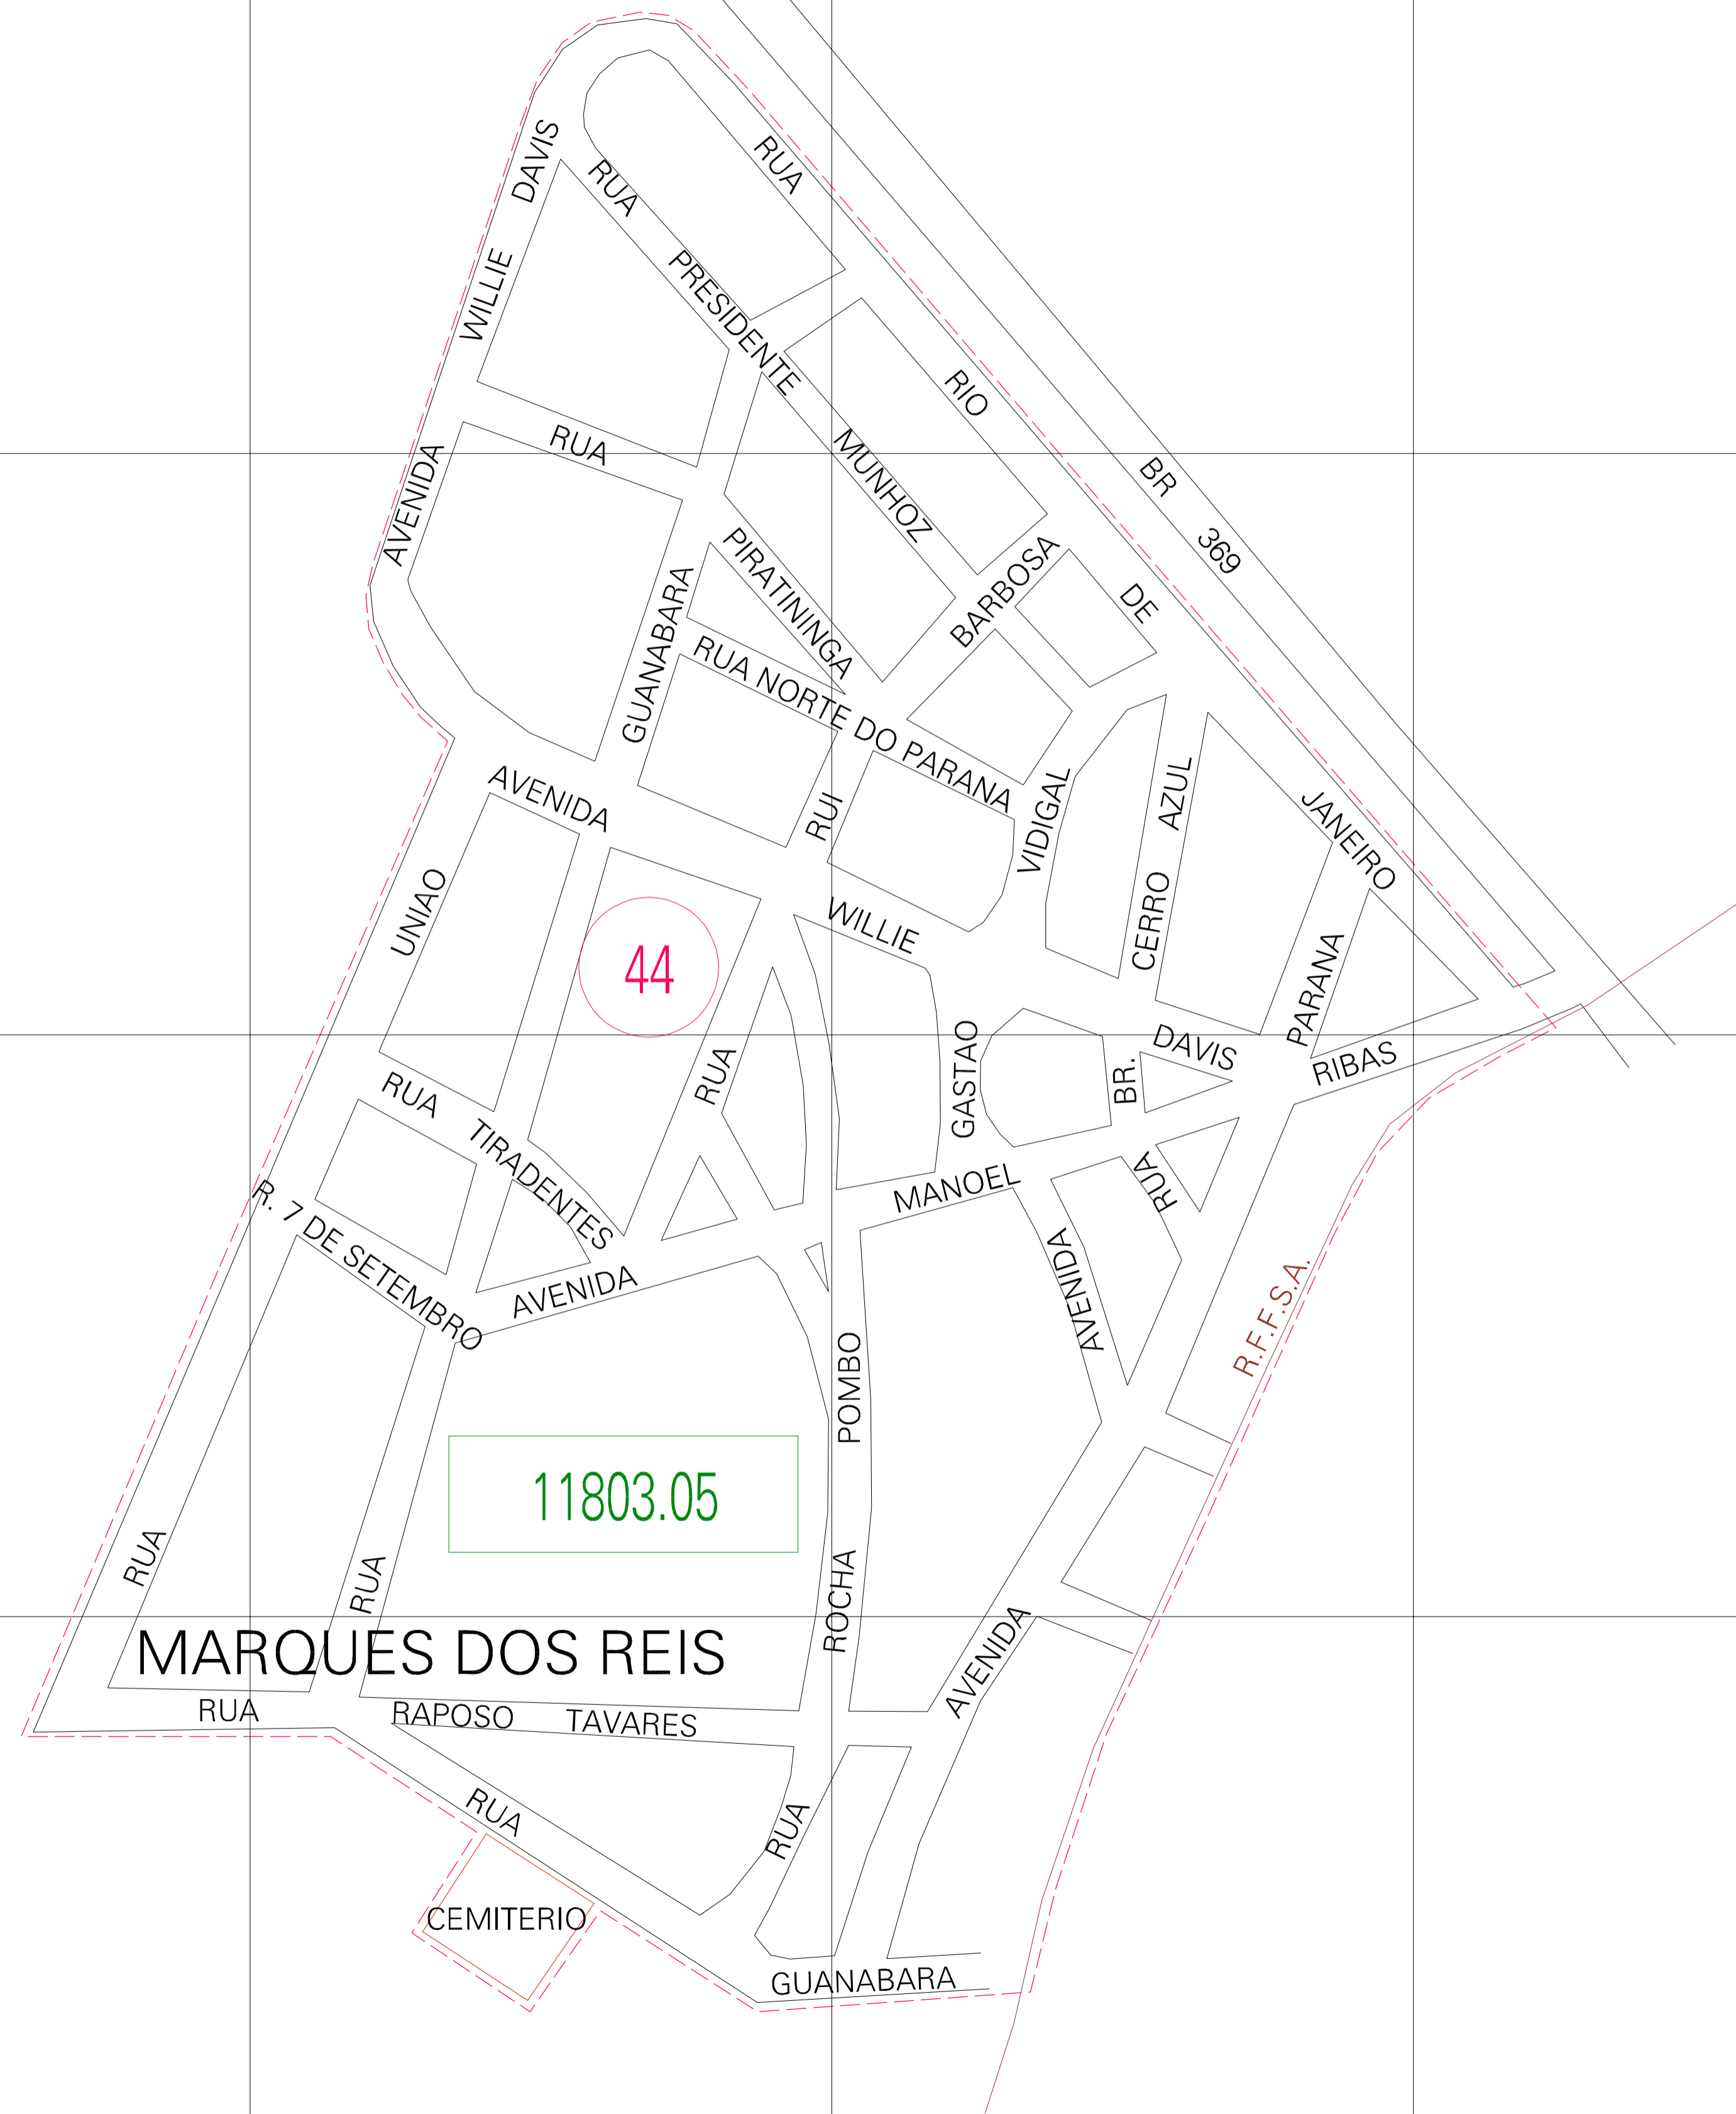 RUA
DAVIS
RUA
WILLIE
PRESIDENTE
RIO
AVENIDA
RUA
MUNHOZ
BR
369
PIRATININGA
BARBOSA
DE
GUANABARA
RUA NORTE DO PARANA
AVENIDA
RUI
VIDIGAL
AZUL
JANEIRO
UNIAO
44
WILLIE
CERRO
PARANA
RUA
RUA
GASTAO
BR.
DAVIS
RIBAS
TIRADENTES
R. 7 DE SETEMBRO
AVENIDA
MANOEL
RUA
AVENIDA
R.F.F.S.A.
POMBO
11803.05
RUA
RUA
ROCHA
MARQUES DOS REIS
AVENIDA
RUA
RAPOSO TAVARES
RUA
RUA
CEMITERIO
GUANABARA